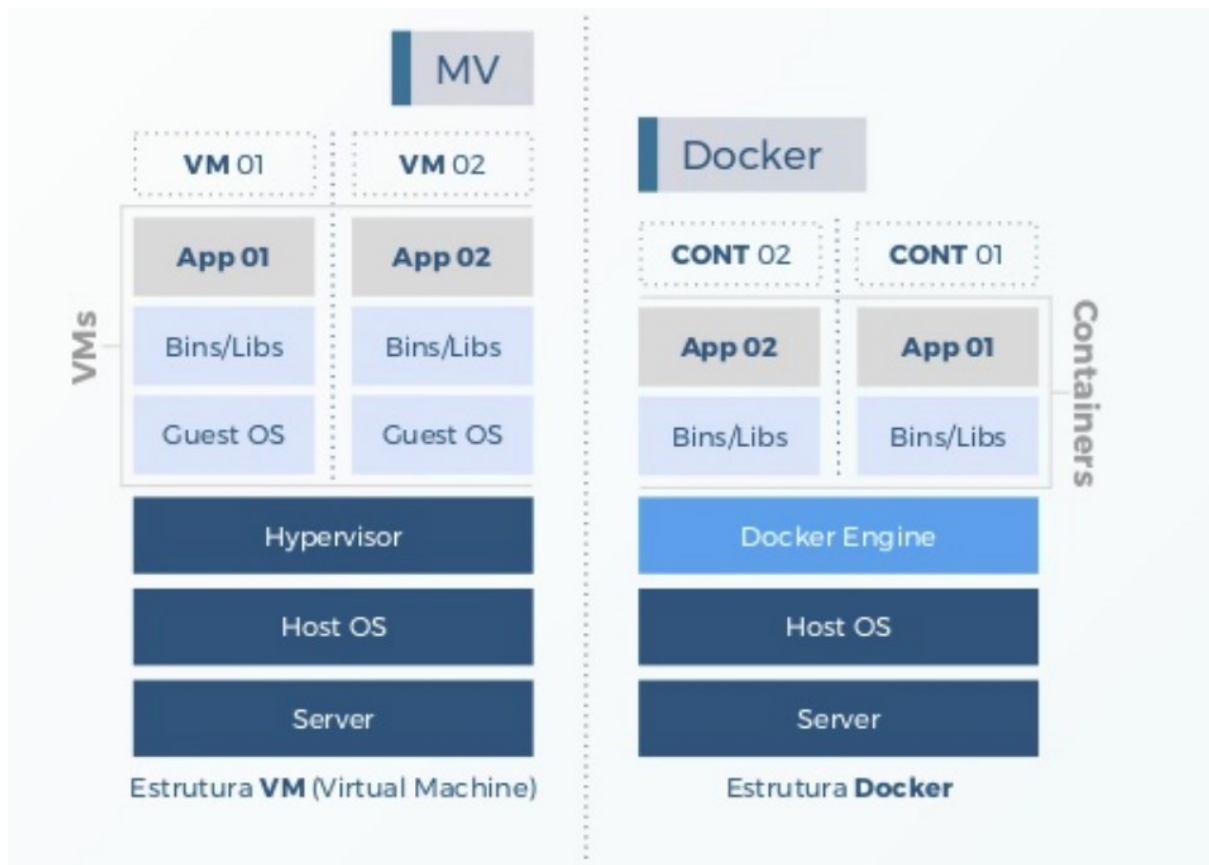 MV
VM 01
VM 02
App 01
App 02
Bins/Libs
Bins/Libs
Guest OS
Guest OS
VMs
Hypervisor
Host OS
Server
Estrutura VM (Virtual Machine)
Docker
CONT 02
CONT 01
App 02
App 01
Bins/Libs
Bins/Libs
Containers
Docker Engine
Host OS
Server
Estrutura Docker